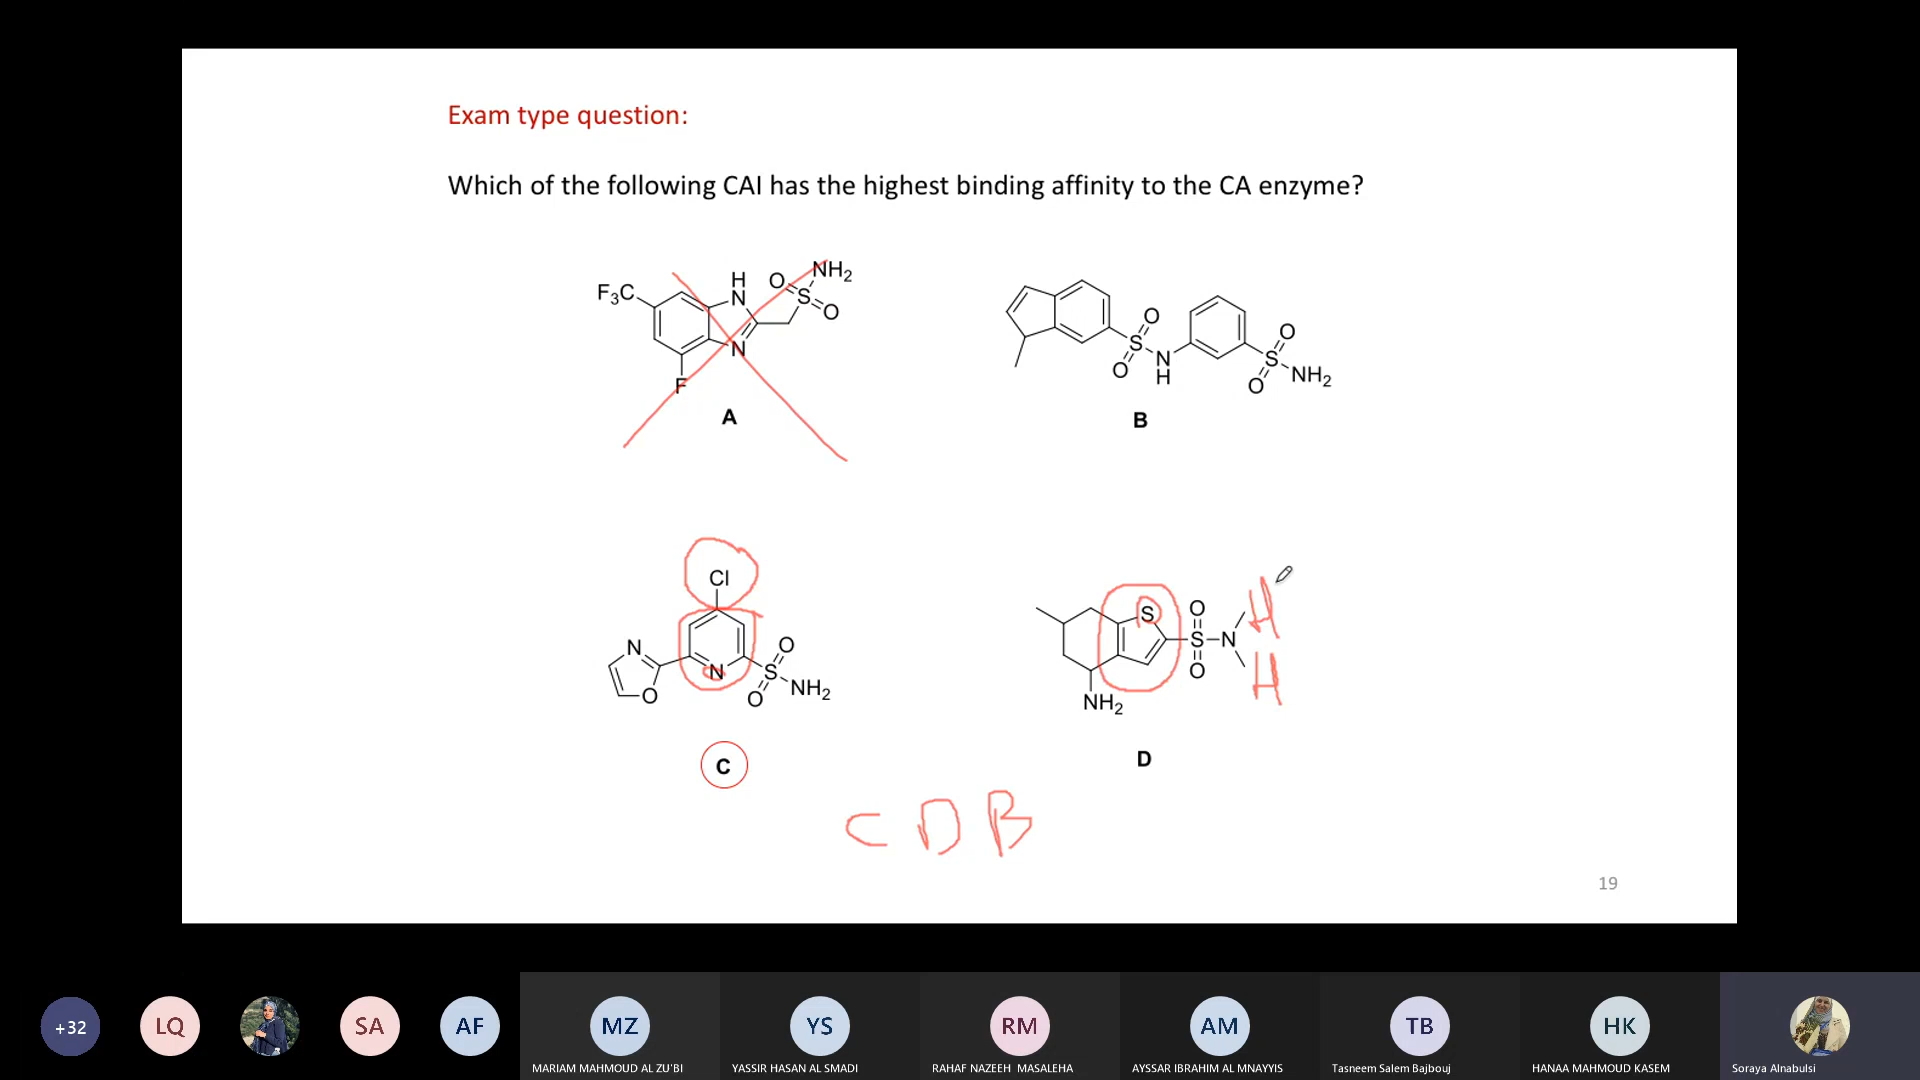 Exam type question:
Which of the following CAI has the highest binding affinity to the CA enzyme?
F₃C H N N F O S O NH₂
A
O S O N H O S O NH₂
B
Cl N O N O S O NH₂
C
S O S O N NH₂ H H
D
C D B
19
+32 LQ SA AF MZ YS RM AM TB HK
MARIAM MAHMOUD AL ZU'BI
YASSIR HASAN AL SMADI
RAHAF NAZEEH MASALEHA
AYSSAR IBRAHIM AL MNAYYIS
Tasneem Salem Bajbouj
HANAA MAHMOUD KASEM
Soraya Alnabulsi